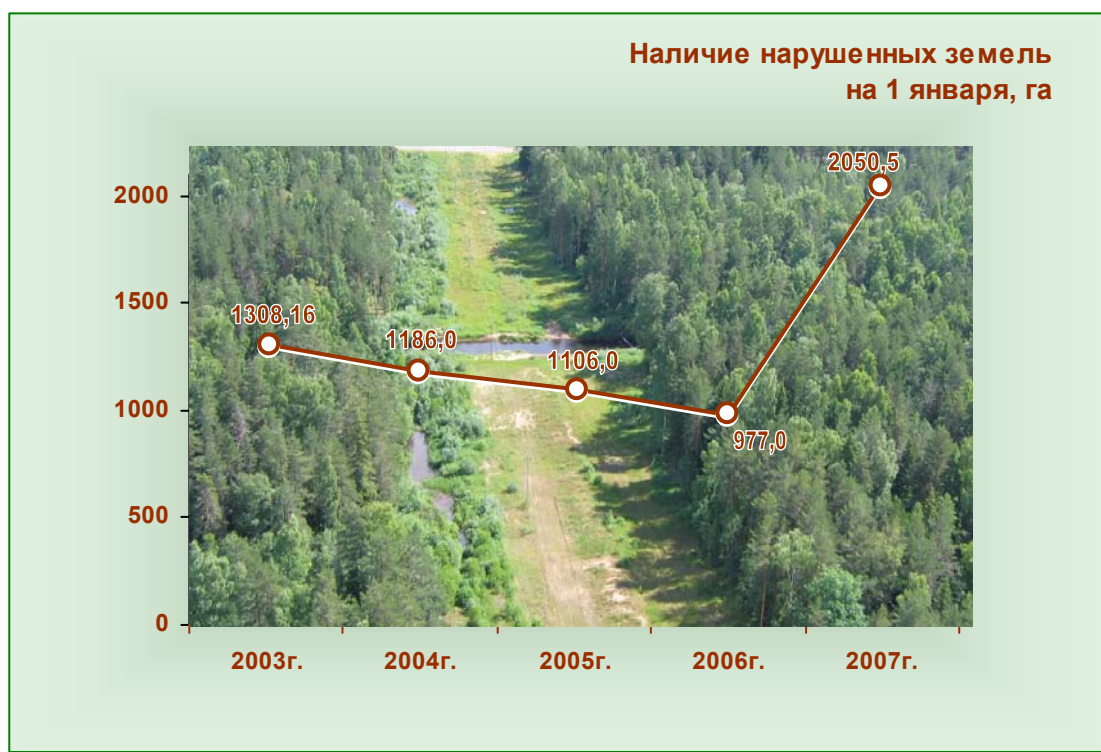 Наличие нарушенных земель
на 1 января, га
2050,5
2000
1500
1308,16
1186,0
1106,0
1000
977,0
500
0
2003г.
2004г.
2005г.
2006г.
2007г.